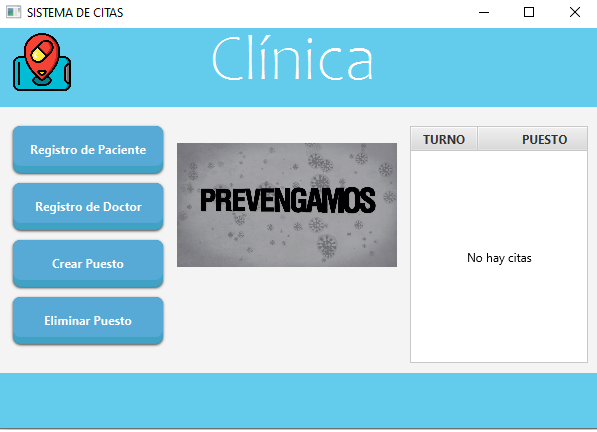 SISTEMA DE CITAS
Clínica
Registro de Paciente
Registro de Doctor
Crear Puesto
Eliminar Puesto
PREVENGAMOS
TURNO PUESTO
No hay citas